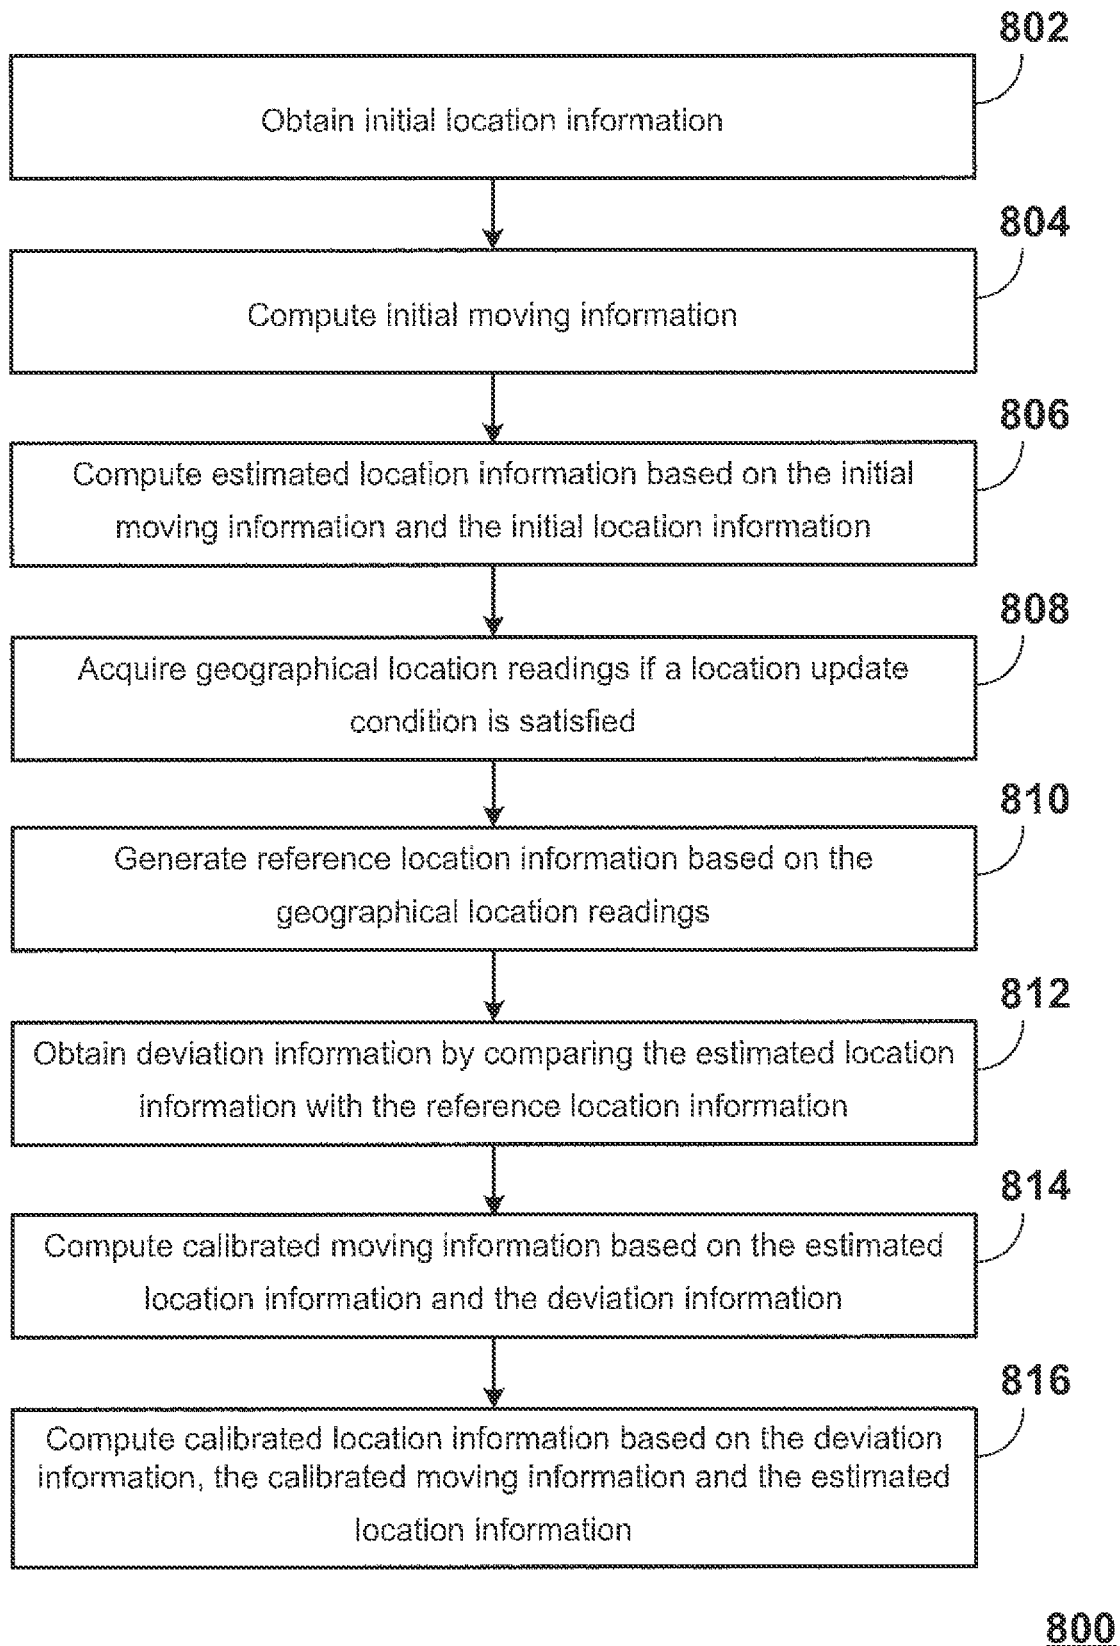 802
Obtain initial location information
804
Compute initial moving information
806
Compute estimated location information based on the initial
moving information and the initial location information
808
Acquire geographical location readings if a location update
condition is satisfied
810
Generate reference location information based on the
geographical location readings
812
Obtain deviation information by comparing the estimated location
information with the reference location information
814
Compute calibrated moving information based on the estimated
location information and the deviation information
816
Compute calibrated location information based on the deviation
information, the calibrated moving information and the estimated
location information
800